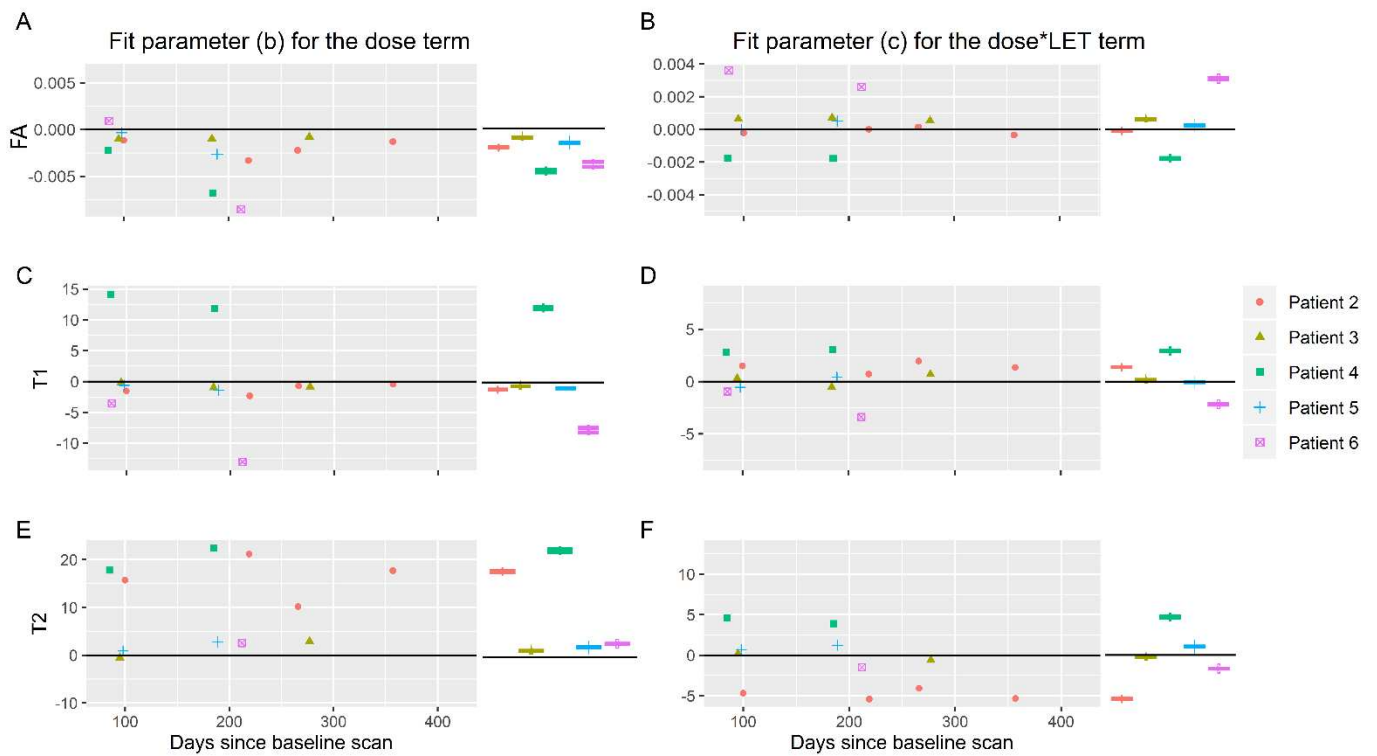 A
Fit parameter (b) for the dose term
0.005
0.000
-0.005
FA
B
Fit parameter (c) for the dose*LET term
0.004
0.002
0.000
-0.002
-0.004
C
15
10
5
0
-5
-10
T1
D
5
0
-5
Patient 2
Patient 3
Patient 4
Patient 5
Patient 6
E
20
10
0
-10
T2
100 200 300 400
Days since baseline scan
F
10
5
0
-5
100 200 300 400
Days since baseline scan